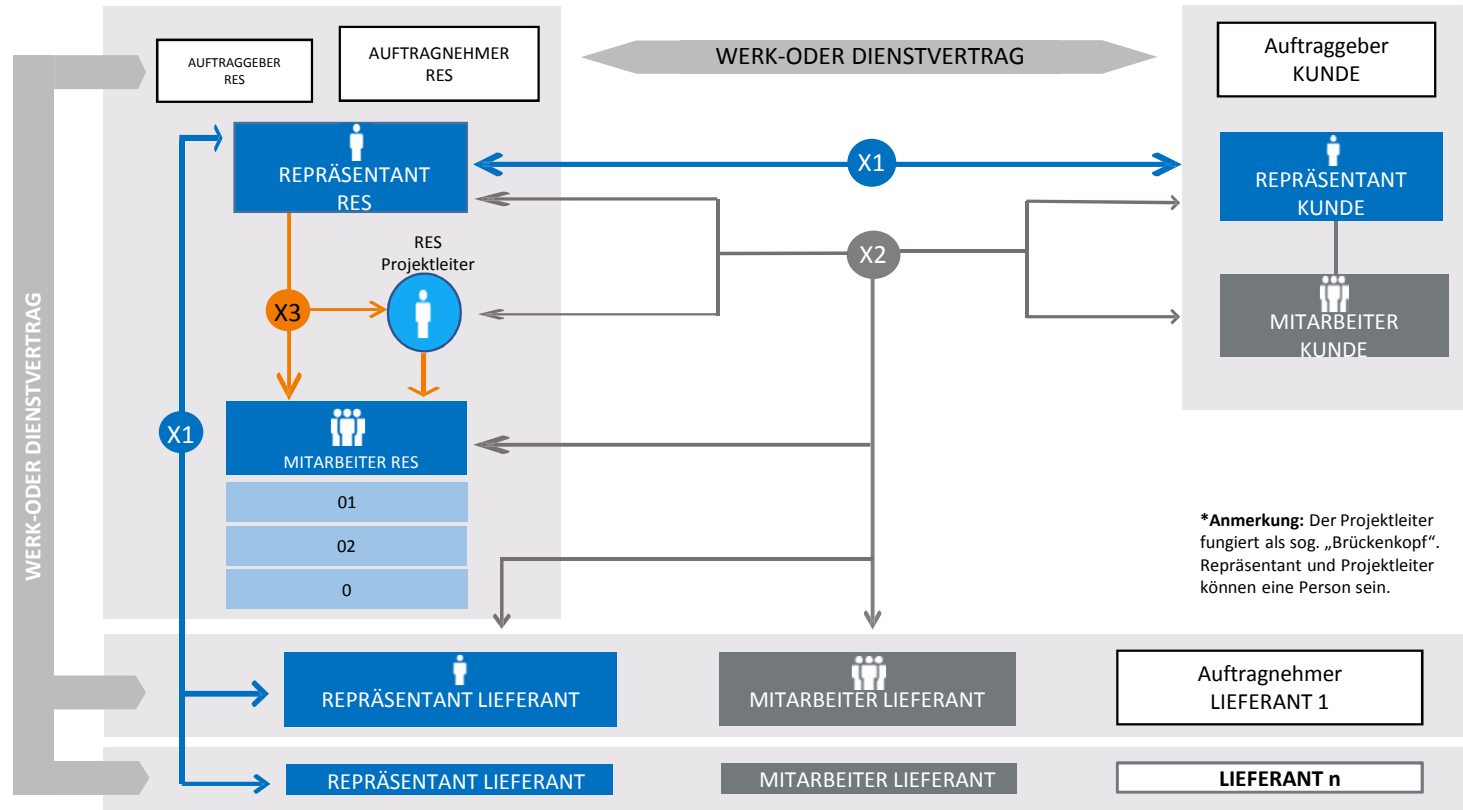 AUFTRAGGEBER
RES
AUFTRAGNEHMER
RES
WERK-ODER DIENSTVERTRAG
Auftraggeber
KUNDE
REPRÄSENTANT
RES
X1
REPRÄSENTANT
KUNDE
RES
Projektleiter
X2
X3
MITARBEITER
KUNDE
WERK-ODER DIENSTVERTRAG
X1
MITARBEITER RES
01
02
0
*Anmerkung: Der Projektleiter
fungiert als sog. „Brückenkopf“.
Repräsentant und Projektleiter
können eine Person sein.
REPRÄSENTANT LIEFERANT
MITARBEITER LIEFERANT
Auftragnehmer
LIEFERANT 1
REPRÄSENTANT LIEFERANT
MITARBEITER LIEFERANT
LIEFERANT n